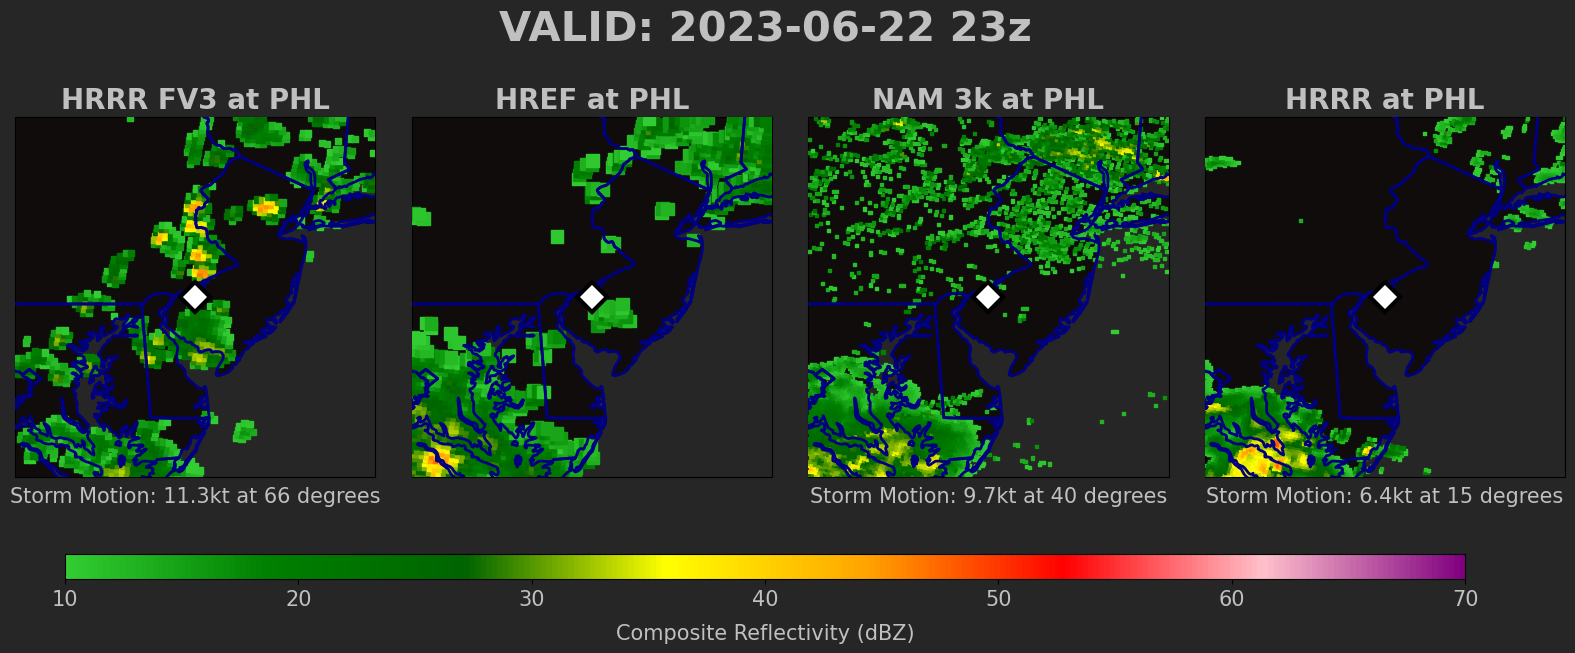 VALID: 2023-06-22 23z
HRRR FV3 at PHL
HREF at PHL
NAM 3k at PHL
HRRR at PHL
Storm Motion: 11.3kt at 66 degrees
Storm Motion: 9.7kt at 40 degrees
Storm Motion: 6.4kt at 15 degrees
10 20 30 40 50 60 70
Composite Reflectivity (dBZ)